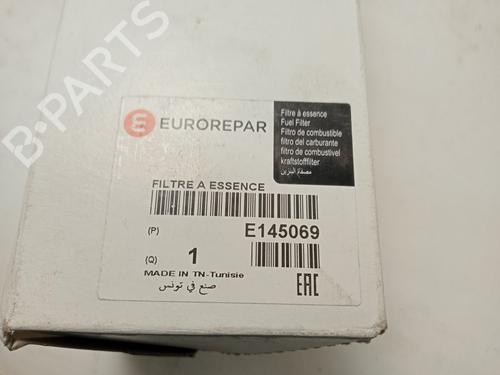 EUROREPAR
Filtre à essence
Fuel Filter
Filtro de combustible
filtro del carburante
filtro de combustível
kraftstofffilter
مصفاة البنزين
FILTRE A ESSENCE
(P) E145069
(Q) 1
MADE IN TN-Tunisie
صنع في تونس
EAC
B-PARTS